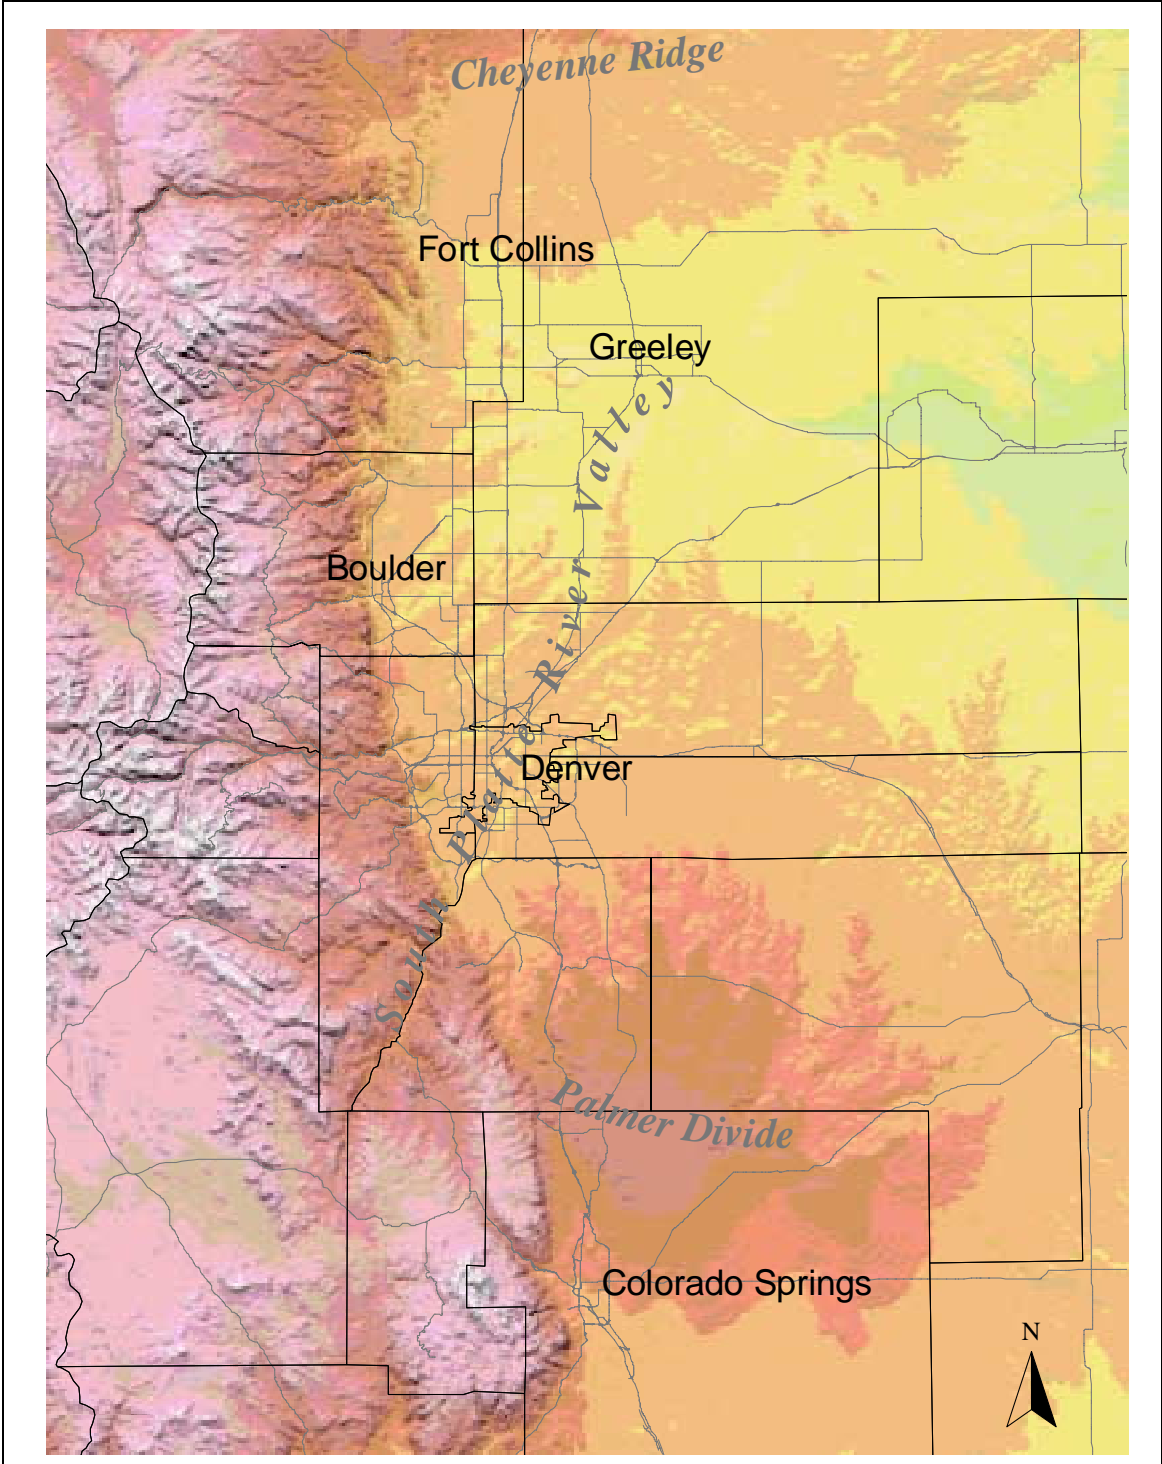 Cheyenne Ridge
Fort Collins
Greeley
Boulder
South Platte River Valley
Denver
Palmer Divide
Colorado Springs
N